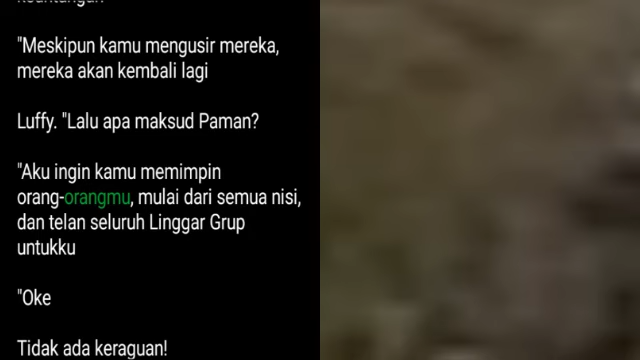 "Meskipun kamu mengusir mereka,
mereka akan kembali lagi
Luffy. "Lalu apa maksud Paman?
"Aku ingin kamu memimpin
orang-orangmu, mulai dari semua nisi,
dan telan seluruh Linggar Grup
untukku
"Oke
Tidak ada keraguan!